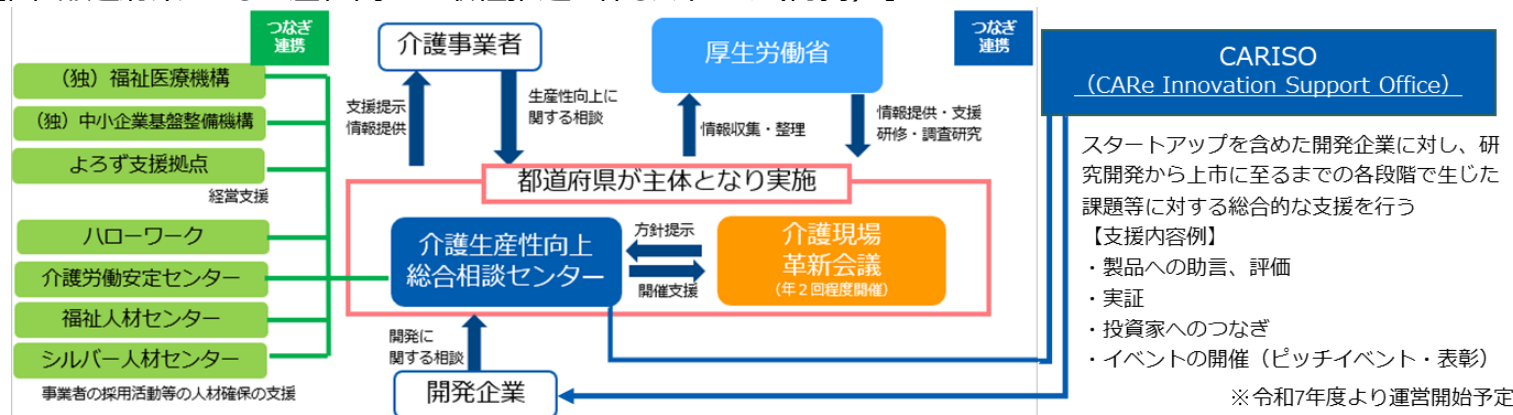 つなぎ
連携
（独）福祉医療機構
（独）中小企業基盤整備機構
よろず支援拠点
経営支援
ハローワーク
介護労働安定センター
福祉人材センター
シルバー人材センター
事業者の採用活動等の人材確保の支援
介護事業者
支援提示
情報提供
生産性向上に
関する相談
厚生労働省
情報収集・整理
情報提供・支援
研修・調査研究
つなぎ
連携
都道府県が主体となり実施
介護生産性向上
総合相談センター
方針提示
開催支援
介護現場
革新会議
（年２回程度開催）
開発に
関する相談
開発企業
CARISO
（CARe Innovation Support Office）
スタートアップを含めた開発企業に対し、研
究開発から上市に至るまでの各段階で生じた
課題等に対する総合的な支援を行う
【支援内容例】
・製品への助言、評価
・実証
・投資家へのつなぎ
・イベントの開催（ピッチイベント・表彰）
※令和7年度より運営開始予定